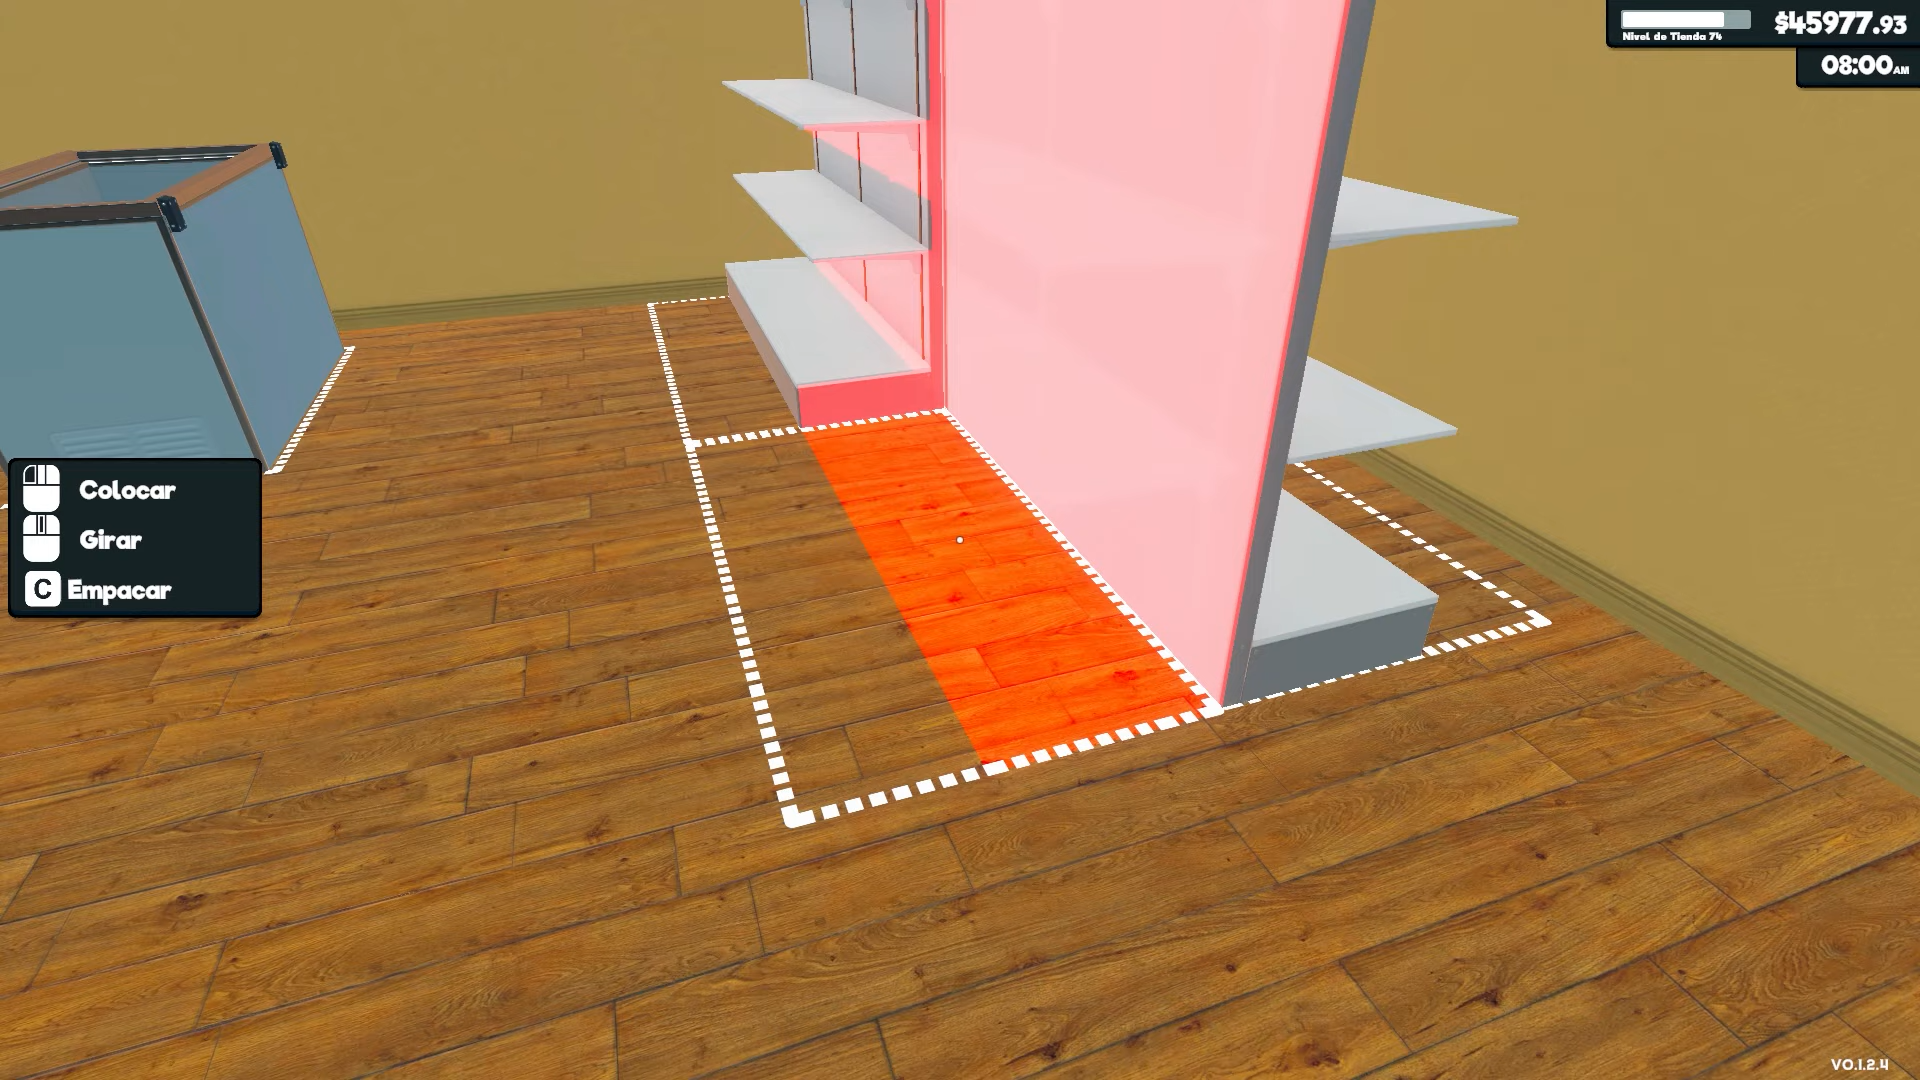 $45977.93
Nivel de Tienda 74
08:00AM
Colocar
Girar
C Empacar
V0.1.2.4